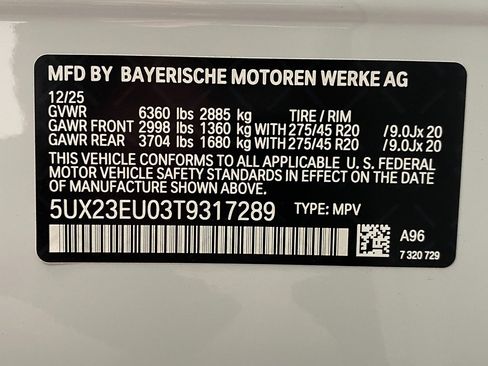 MFD BY BAYERISCHE MOTOREN WERKE AG
12/25
GVWR 6360 lbs 2885 kg TIRE / RIM
GAWR FRONT 2998 lbs 1360 kg WITH 275/45 R20 /9.0Jx 20
GAWR REAR 3704 lbs 1680 kg WITH 275/45 R20 /9.0Jx 20
THIS VEHICLE CONFORMS TO ALL APPLICABLE U. S. FEDERAL
MOTOR VEHICLE SAFETY STANDARDS IN EFFECT ON THE DATE
OF MANUFACTURE SHOWN ABOVE.
5UX23EU03T9317289 TYPE: MPV
A96
7 320 729